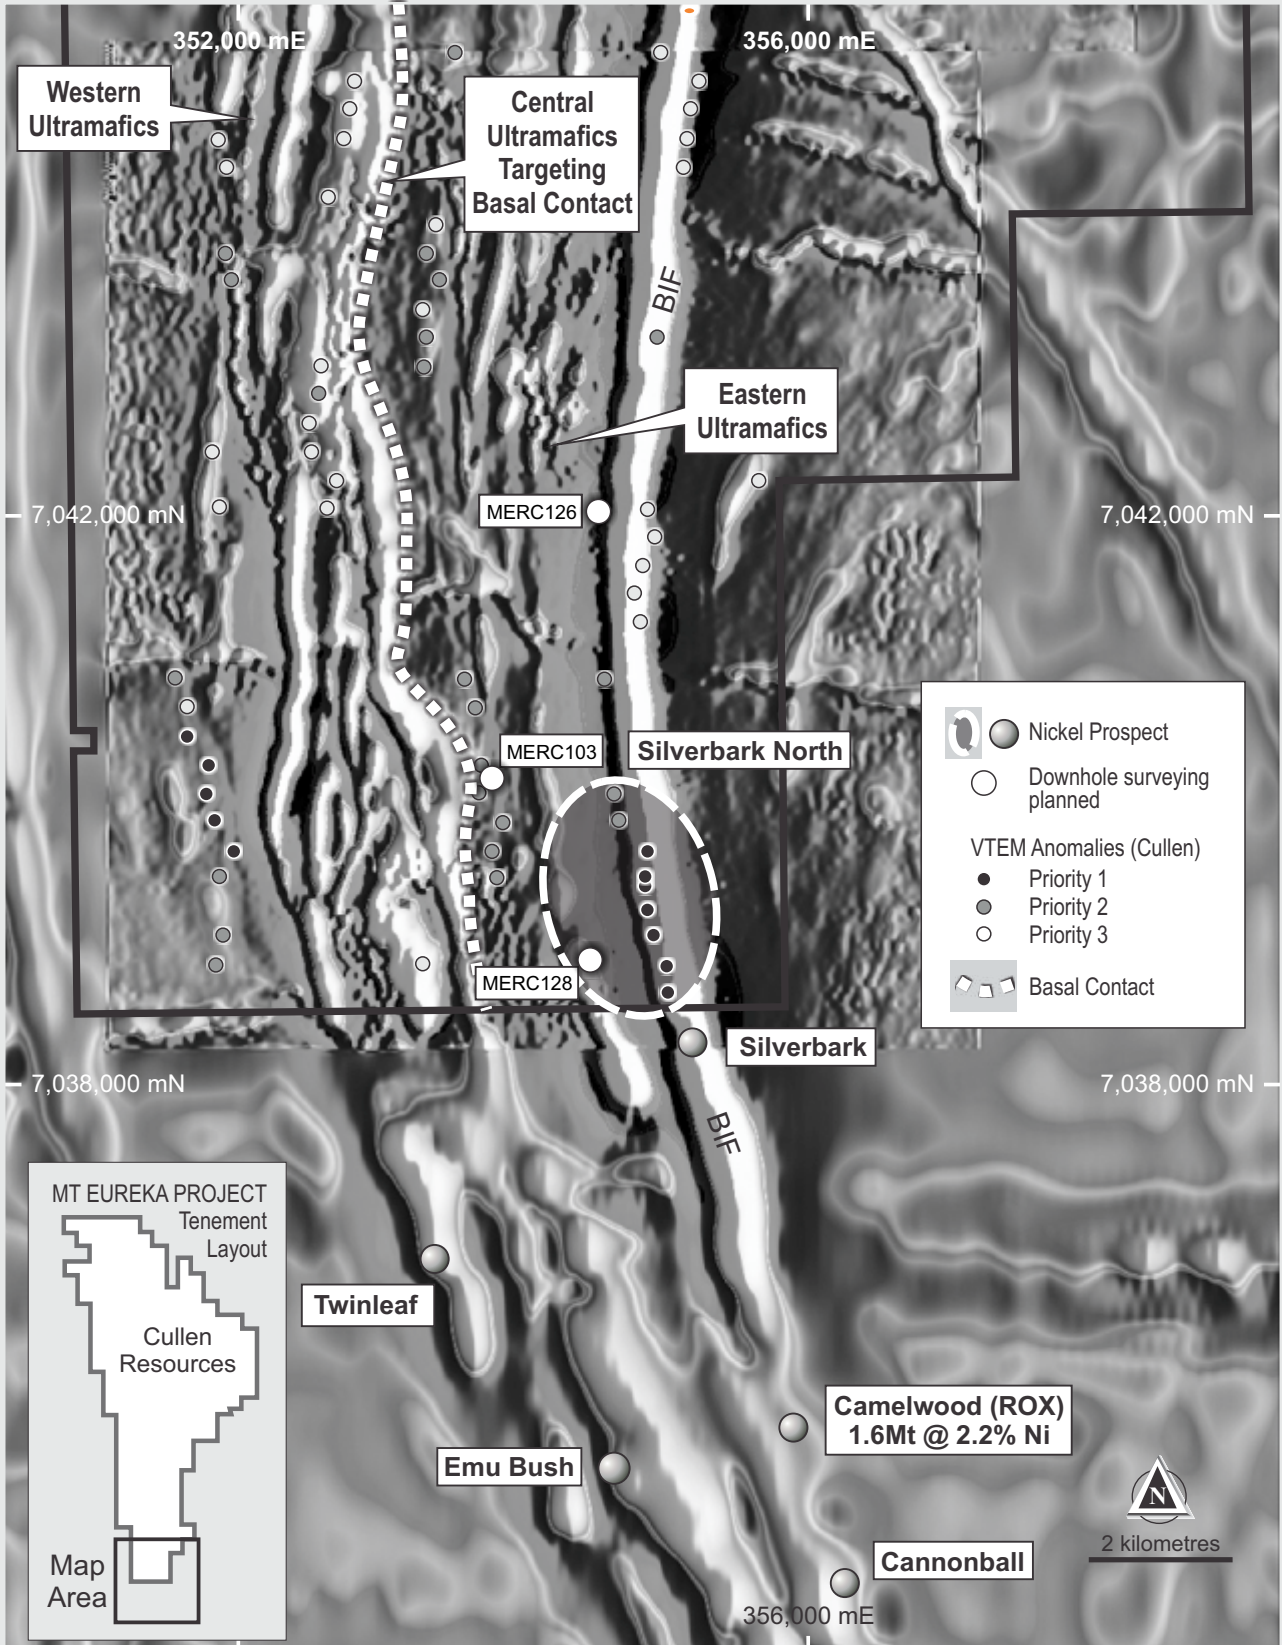 352,000 mE
356,000 mE
Western
Ultramafics
Central
Ultramafics
Targeting
Basal Contact
BIF
Eastern
Ultramafics
MERC126
7,042,000 mN
7,042,000 mN
MERC103
Silverbark North
Nickel Prospect
Downhole surveying
planned
VTEM Anomalies (Cullen)
Priority 1
Priority 2
Priority 3
Basal Contact
MERC128
Silverbark
7,038,000 mN
7,038,000 mN
BIF
MT EUREKA PROJECT
Tenement
Layout
Cullen
Resources
Map
Area
Twinleaf
Camelwood (ROX)
1.6Mt @ 2.2% Ni
Emu Bush
N
2 kilometres
Cannonball
356,000 mE